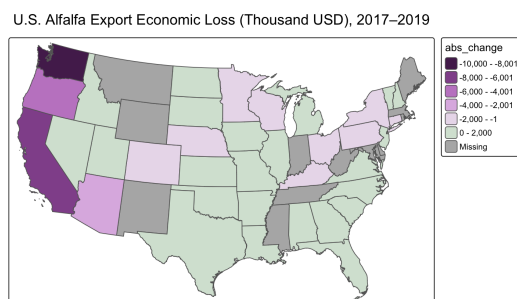 U.S. Alfalfa Export Economic Loss (Thousand USD), 2017–2019
abs_change
-10,000 - -8,001
-8,000 - -6,001
-6,000 - -4,001
-4,000 - -2,001
-2,000 - -1
0 - 2,000
Missing